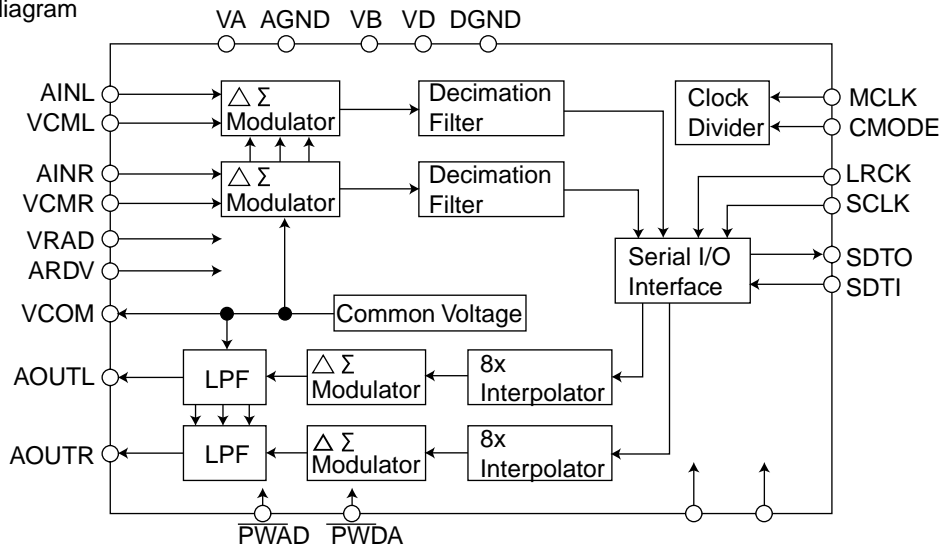 diagram
VA AGND VB VD DGND
AINL
VCML
AINR
VCMR
VRAD
ARDV
VCOM
AOUTL
AOUTR
△ Σ
Modulator
Decimation
Filter
Clock
Divider
MCLK
CMODE
LRCK
SCLK
SDTO
SDTI
△ Σ
Modulator
Decimation
Filter
Serial I/O
Interface
Common Voltage
LPF
△ Σ
Modulator
8x
Interpolator
LPF
△ Σ
Modulator
8x
Interpolator
PWAD PWDA